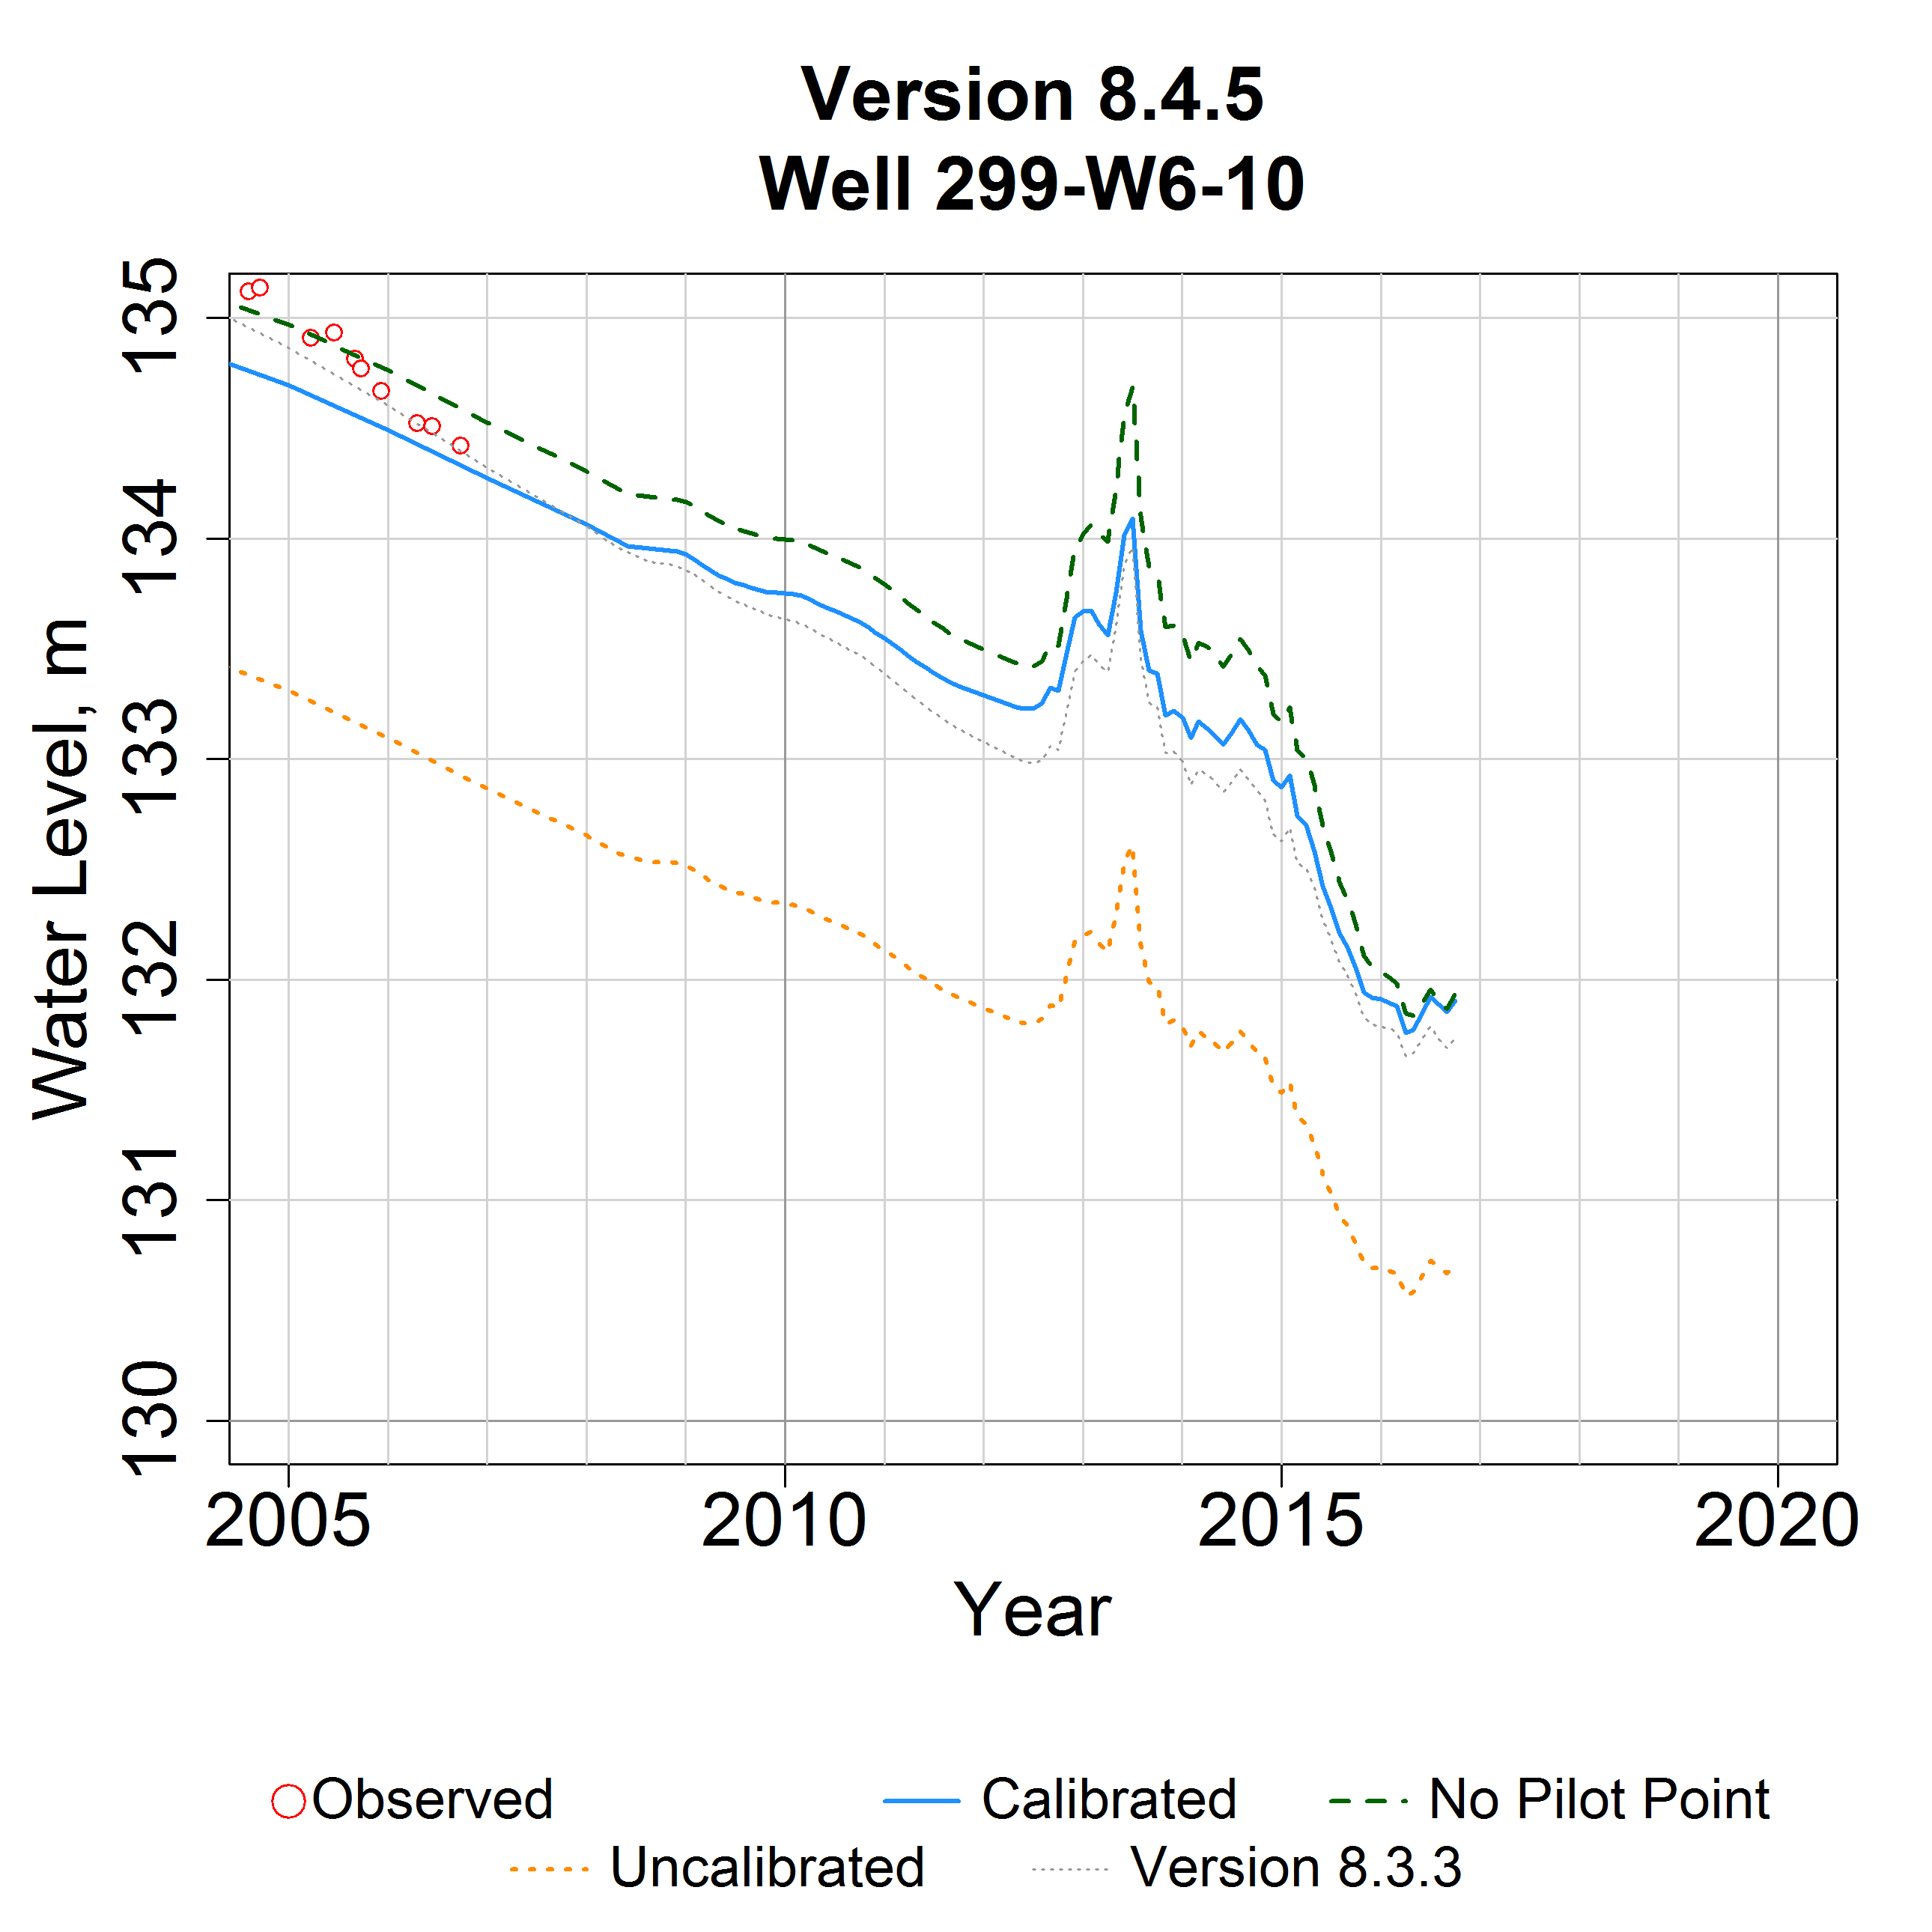 Version 8.4.5
Well 299-W6-10
Water Level, m
135
134
133
132
131
130
2005 2010 2015 2020
Year
Observed Calibrated No Pilot Point
Uncalibrated Version 8.3.3